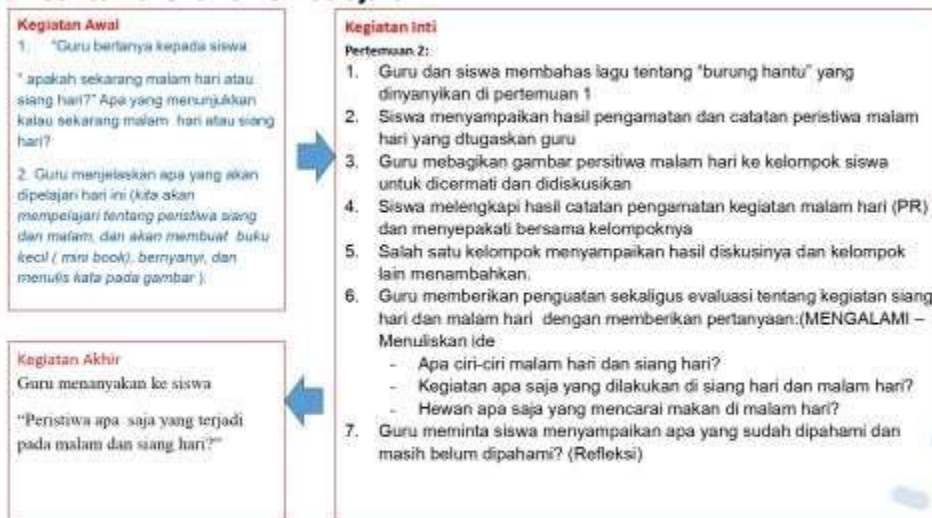 Kegiatan Awal
1. "Guru bertanya kepada siswa:
" apakah sekarang malam hari atau
siang hari?" Apa yang menunjukkan
kalau sekarang malam hari atau siang
hari?
2. Guru menjelaskan apa yang akan
dipelajari hari ini (kita akan
mempelajari tentang peristiwa siang
dan malam, dan akan membuat buku
kecil ( mini book), bernyanyi, dan
menulis kata pada gambar ).
Kegiatan Inti
Pertemuan 2:
1. Guru dan siswa membahas lagu tentang "burung hantu" yang
dinyanyikan di pertemuan 1
2. Siswa menyampaikan hasil pengamatan dan catatan peristiwa malam
hari yang dtugaskan guru
3. Guru mebagikan gambar persitiwa malam hari ke kelompok siswa
untuk dicermati dan didiskusikan
4. Siswa melengkapi hasil catatan pengamatan kegiatan malam hari (PR)
dan menyepakati bersama kelompoknya
5. Salah satu kelompok menyampaikan hasil diskusinya dan kelompok
lain menambahkan.
6. Guru memberikan penguatan sekaligus evaluasi tentang kegiatan siang
hari dan malam hari dengan memberikan pertanyaan:(MENGALAMI –
Menuliskan ide
- Apa ciri-ciri malam hari dan siang hari?
- Kegiatan apa saja yang dilakukan di siang hari dan malam hari?
- Hewan apa saja yang mencarai makan di malam hari?
7. Guru meminta siswa menyampaikan apa yang sudah dipahami dan
masih belum dipahami? (Refleksi)
Kegiatan Akhir
Guru menanyakan ke siswa
"Peristiwa apa saja yang terjadi
pada malam dan siang hari?"